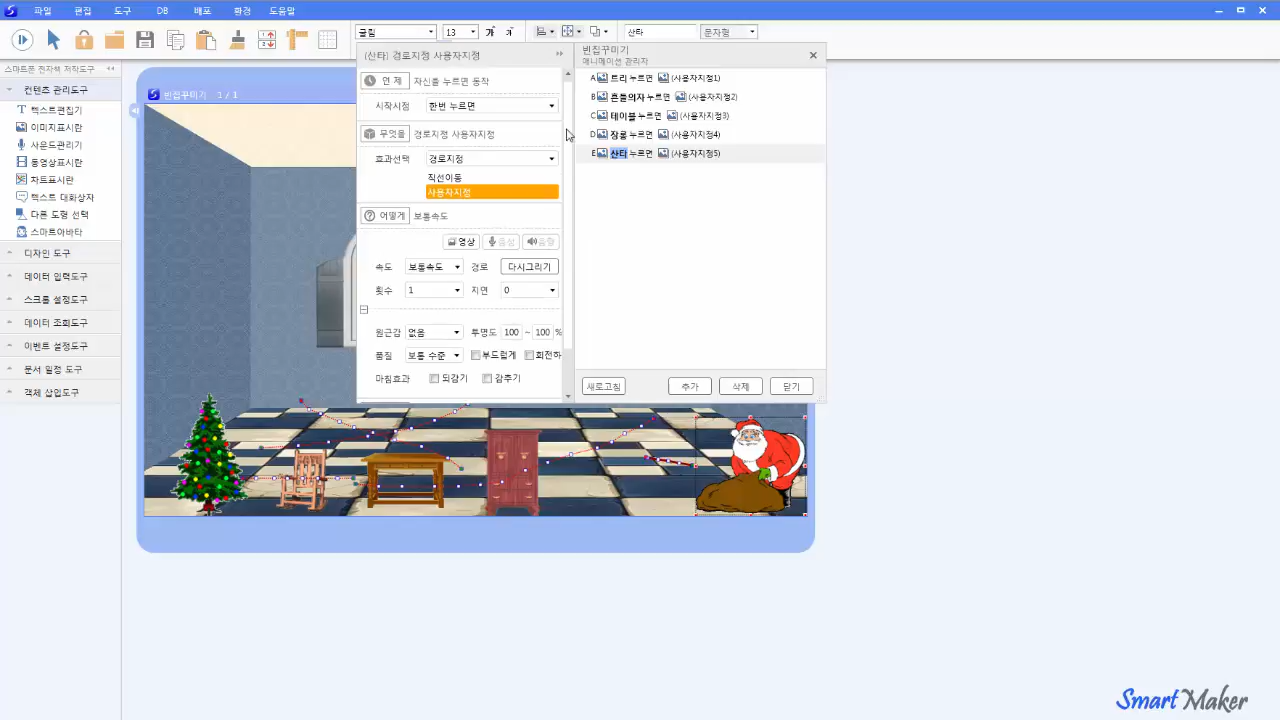 파일 편집 도구 DB 배포 환경 도움말
굴림 13 가 가 산타 문자형
스마트폰 전자책 저작도구
컨텐츠 관리도구
텍스트편집기
이미지표시란
사운드관리기
동영상표시란
차트표시란
텍스트 대화상자
다른 도형 선택
스마트아바타
디자인 도구
데이터 입력도구
스크롤 설정도구
데이터 조회도구
이벤트 설정도구
문서 일정 도구
객체 삽입도구
빈집꾸미기 1 / 1
(산타) 경로지정 사용자지정
언 제 자신을 누르면 동작
시작시점 한번 누르면
무엇을 경로지정 사용자지정
효과선택 경로지정
직선이동
사용자지정
어떻게 보통속도
영상 음성 음향
속도 보통속도 경로 다시그리기
횟수 1 지연 0
원근감 없음 투명도 100 ~ 100 %
품질 보통 수준 부드럽게 회전하
마침효과 되감기 감추기
빈집꾸미기
애니메이션 관리자
A 트리 누르면 (사용자지정1)
B 흔들의자 누르면 (사용자지정2)
C 테이블 누르면 (사용자지정3)
D 장롱 누르면 (사용자지정4)
E 산타 누르면 (사용자지정5)
새로고침 추가 삭제 닫기
Smart Maker